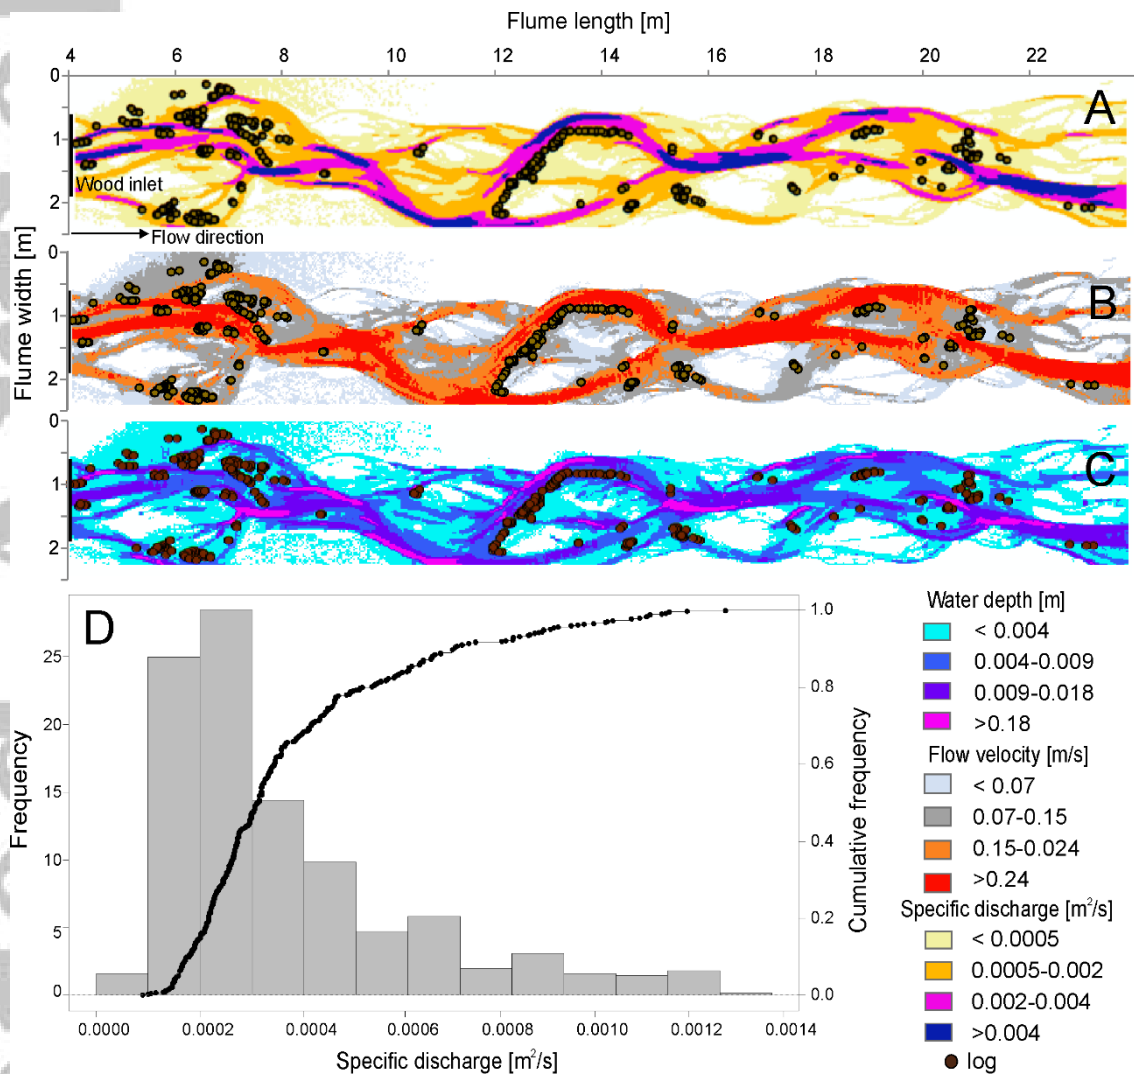 Flume length [m]
4 6 8 10 12 14 16 18 20 22
A
0
1
2
Wood inlet
Flow direction
Flume width [m]
B
0
1
2
C
0
1
2
D
Frequency
25
20
15
10
5
0
1.0
0.8
0.6
0.4
0.2
0.0
Cumulative frequency
0.0000 0.0002 0.0004 0.0006 0.0008 0.0010 0.0012 0.0014
Specific discharge [m²/s]
Water depth [m]
< 0.004
0.004-0.009
0.009-0.018
>0.18
Flow velocity [m/s]
< 0.07
0.07-0.15
0.15-0.024
>0.24
Specific discharge [m²/s]
< 0.0005
0.0005-0.002
0.002-0.004
>0.004
log